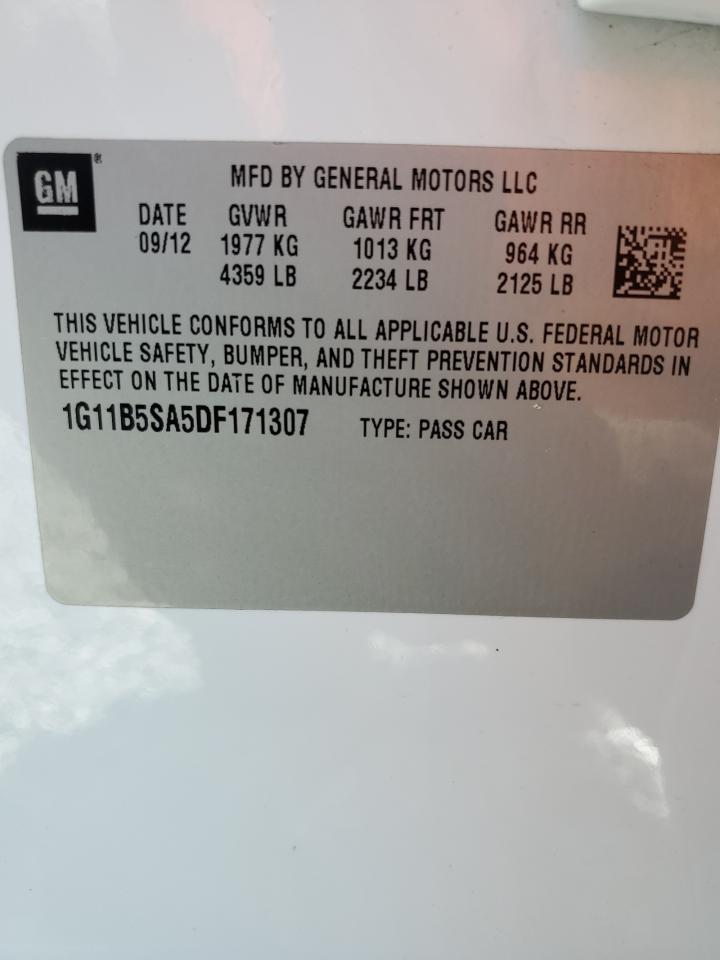 GM®
MFD BY GENERAL MOTORS LLC
DATE GVWR GAWR FRT GAWR RR
09/12 1977 KG 1013 KG 964 KG
4359 LB 2234 LB 2125 LB
THIS VEHICLE CONFORMS TO ALL APPLICABLE U.S. FEDERAL MOTOR
VEHICLE SAFETY, BUMPER, AND THEFT PREVENTION STANDARDS IN
EFFECT ON THE DATE OF MANUFACTURE SHOWN ABOVE.
1G11B5SA5DF171307 TYPE: PASS CAR